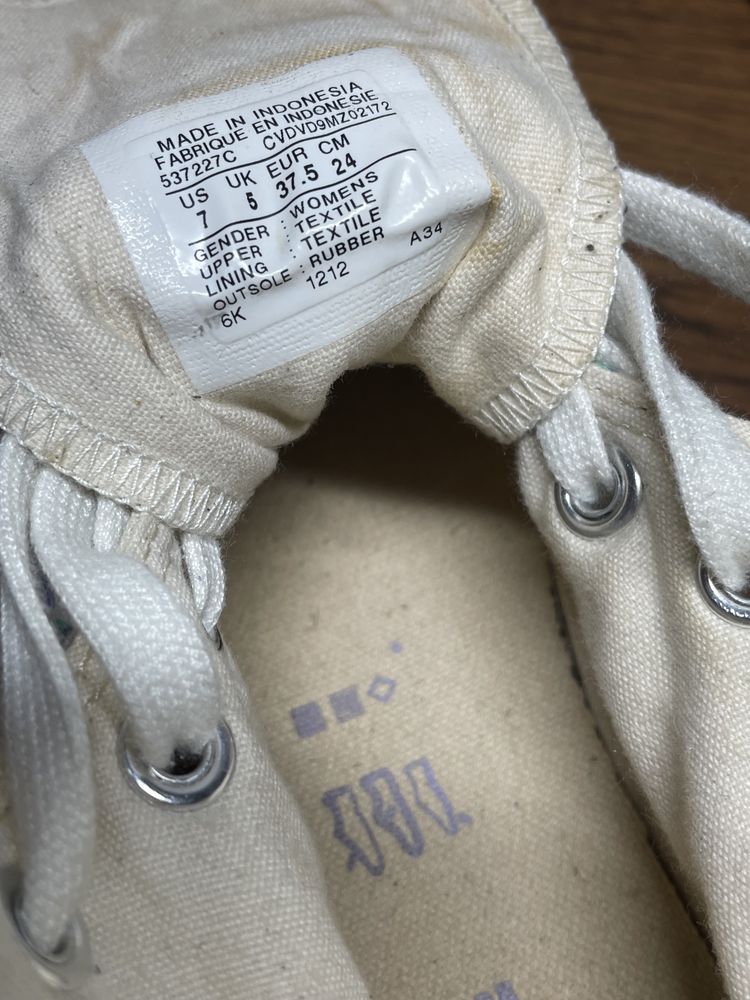 MADE IN INDONESIA
FABRIQUE EN INDONESIE
537227C CVDVD9MZ02172
US UK EUR CM
7 5 37.5 24
GENDER : WOMENS
UPPER : TEXTILE
LINING : TEXTILE
OUTSOLE : RUBBER A34
6K 1212